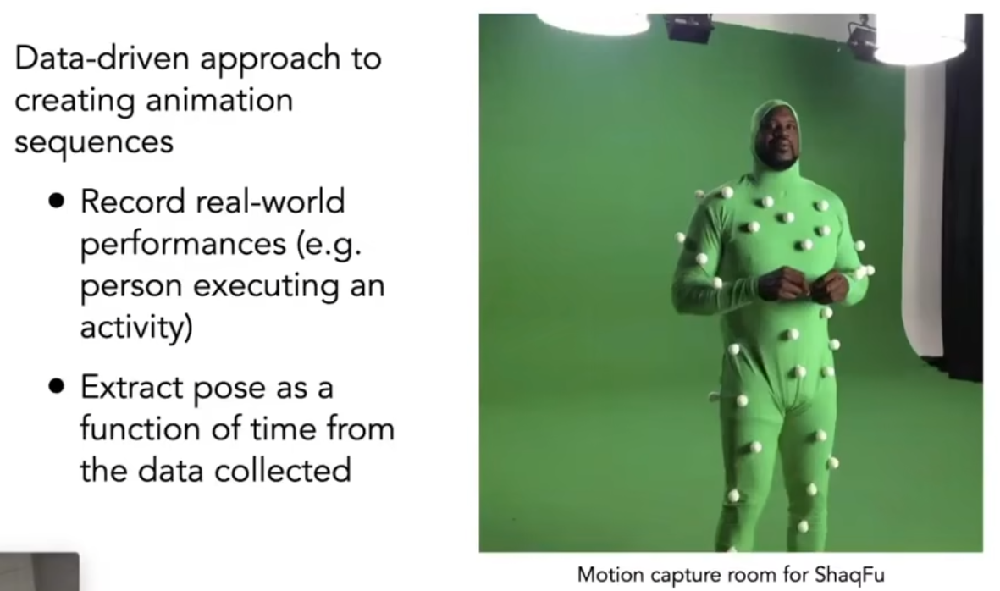 Data-driven approach to
creating animation
sequences
• Record real-world
performances (e.g.
person executing an
activity)
• Extract pose as a
function of time from
the data collected
Motion capture room for ShaqFu